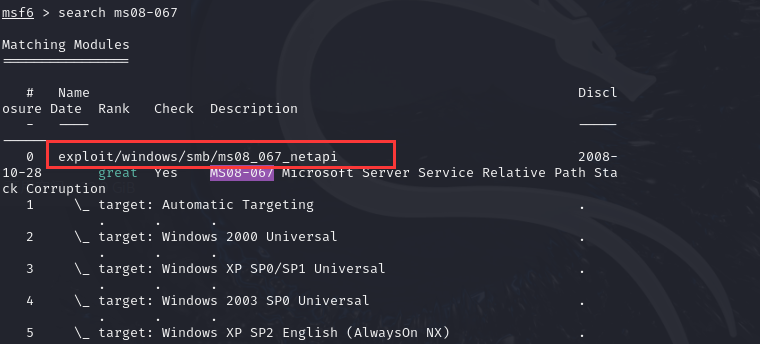 msf6 > search ms08-067
Matching Modules
================
# Name Discl
osure Date Rank Check Description
- ---- -----
---------- ---- ----- -----------
0 exploit/windows/smb/ms08_067_netapi 2008-
10-28 great Yes MS08-067 Microsoft Server Service Relative Path Sta
ck Corruption
1 \_ target: Automatic Targeting .
. . .
2 \_ target: Windows 2000 Universal .
. . .
3 \_ target: Windows XP SP0/SP1 Universal .
. . .
4 \_ target: Windows 2003 SP0 Universal .
. . .
5 \_ target: Windows XP SP2 English (AlwaysOn NX) .